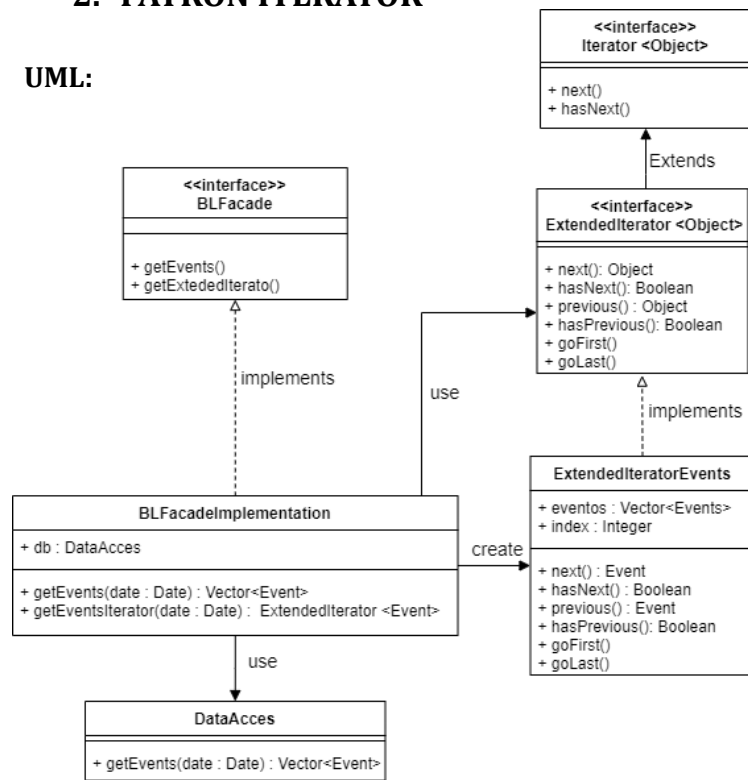 2. PATRON ITERATOR
UML:
<<interface>>
Iterator <Object>
+ next()
+ hasNext()
Extends
<<interface>>
BLFacade
+ getEvents()
+ getExtededIterato()
<<interface>>
ExtendedIterator <Object>
+ next(): Object
+ hasNext(): Boolean
+ previous() : Object
+ hasPrevious(): Boolean
+ goFirst()
+ goLast()
implements
use
implements
BLFacadeImplementation
+ db : DataAcces
+ getEvents(date : Date) : Vector<Event>
+ getEventsIterator(date : Date) : ExtendedIterator <Event>
create
ExtendedIteratorEvents
+ eventos : Vector<Events>
+ index : Integer
+ next() : Event
+ hasNext() : Boolean
+ previous() : Event
+ hasPrevious(): Boolean
+ goFirst()
+ goLast()
use
DataAcces
+ getEvents(date : Date) : Vector<Event>